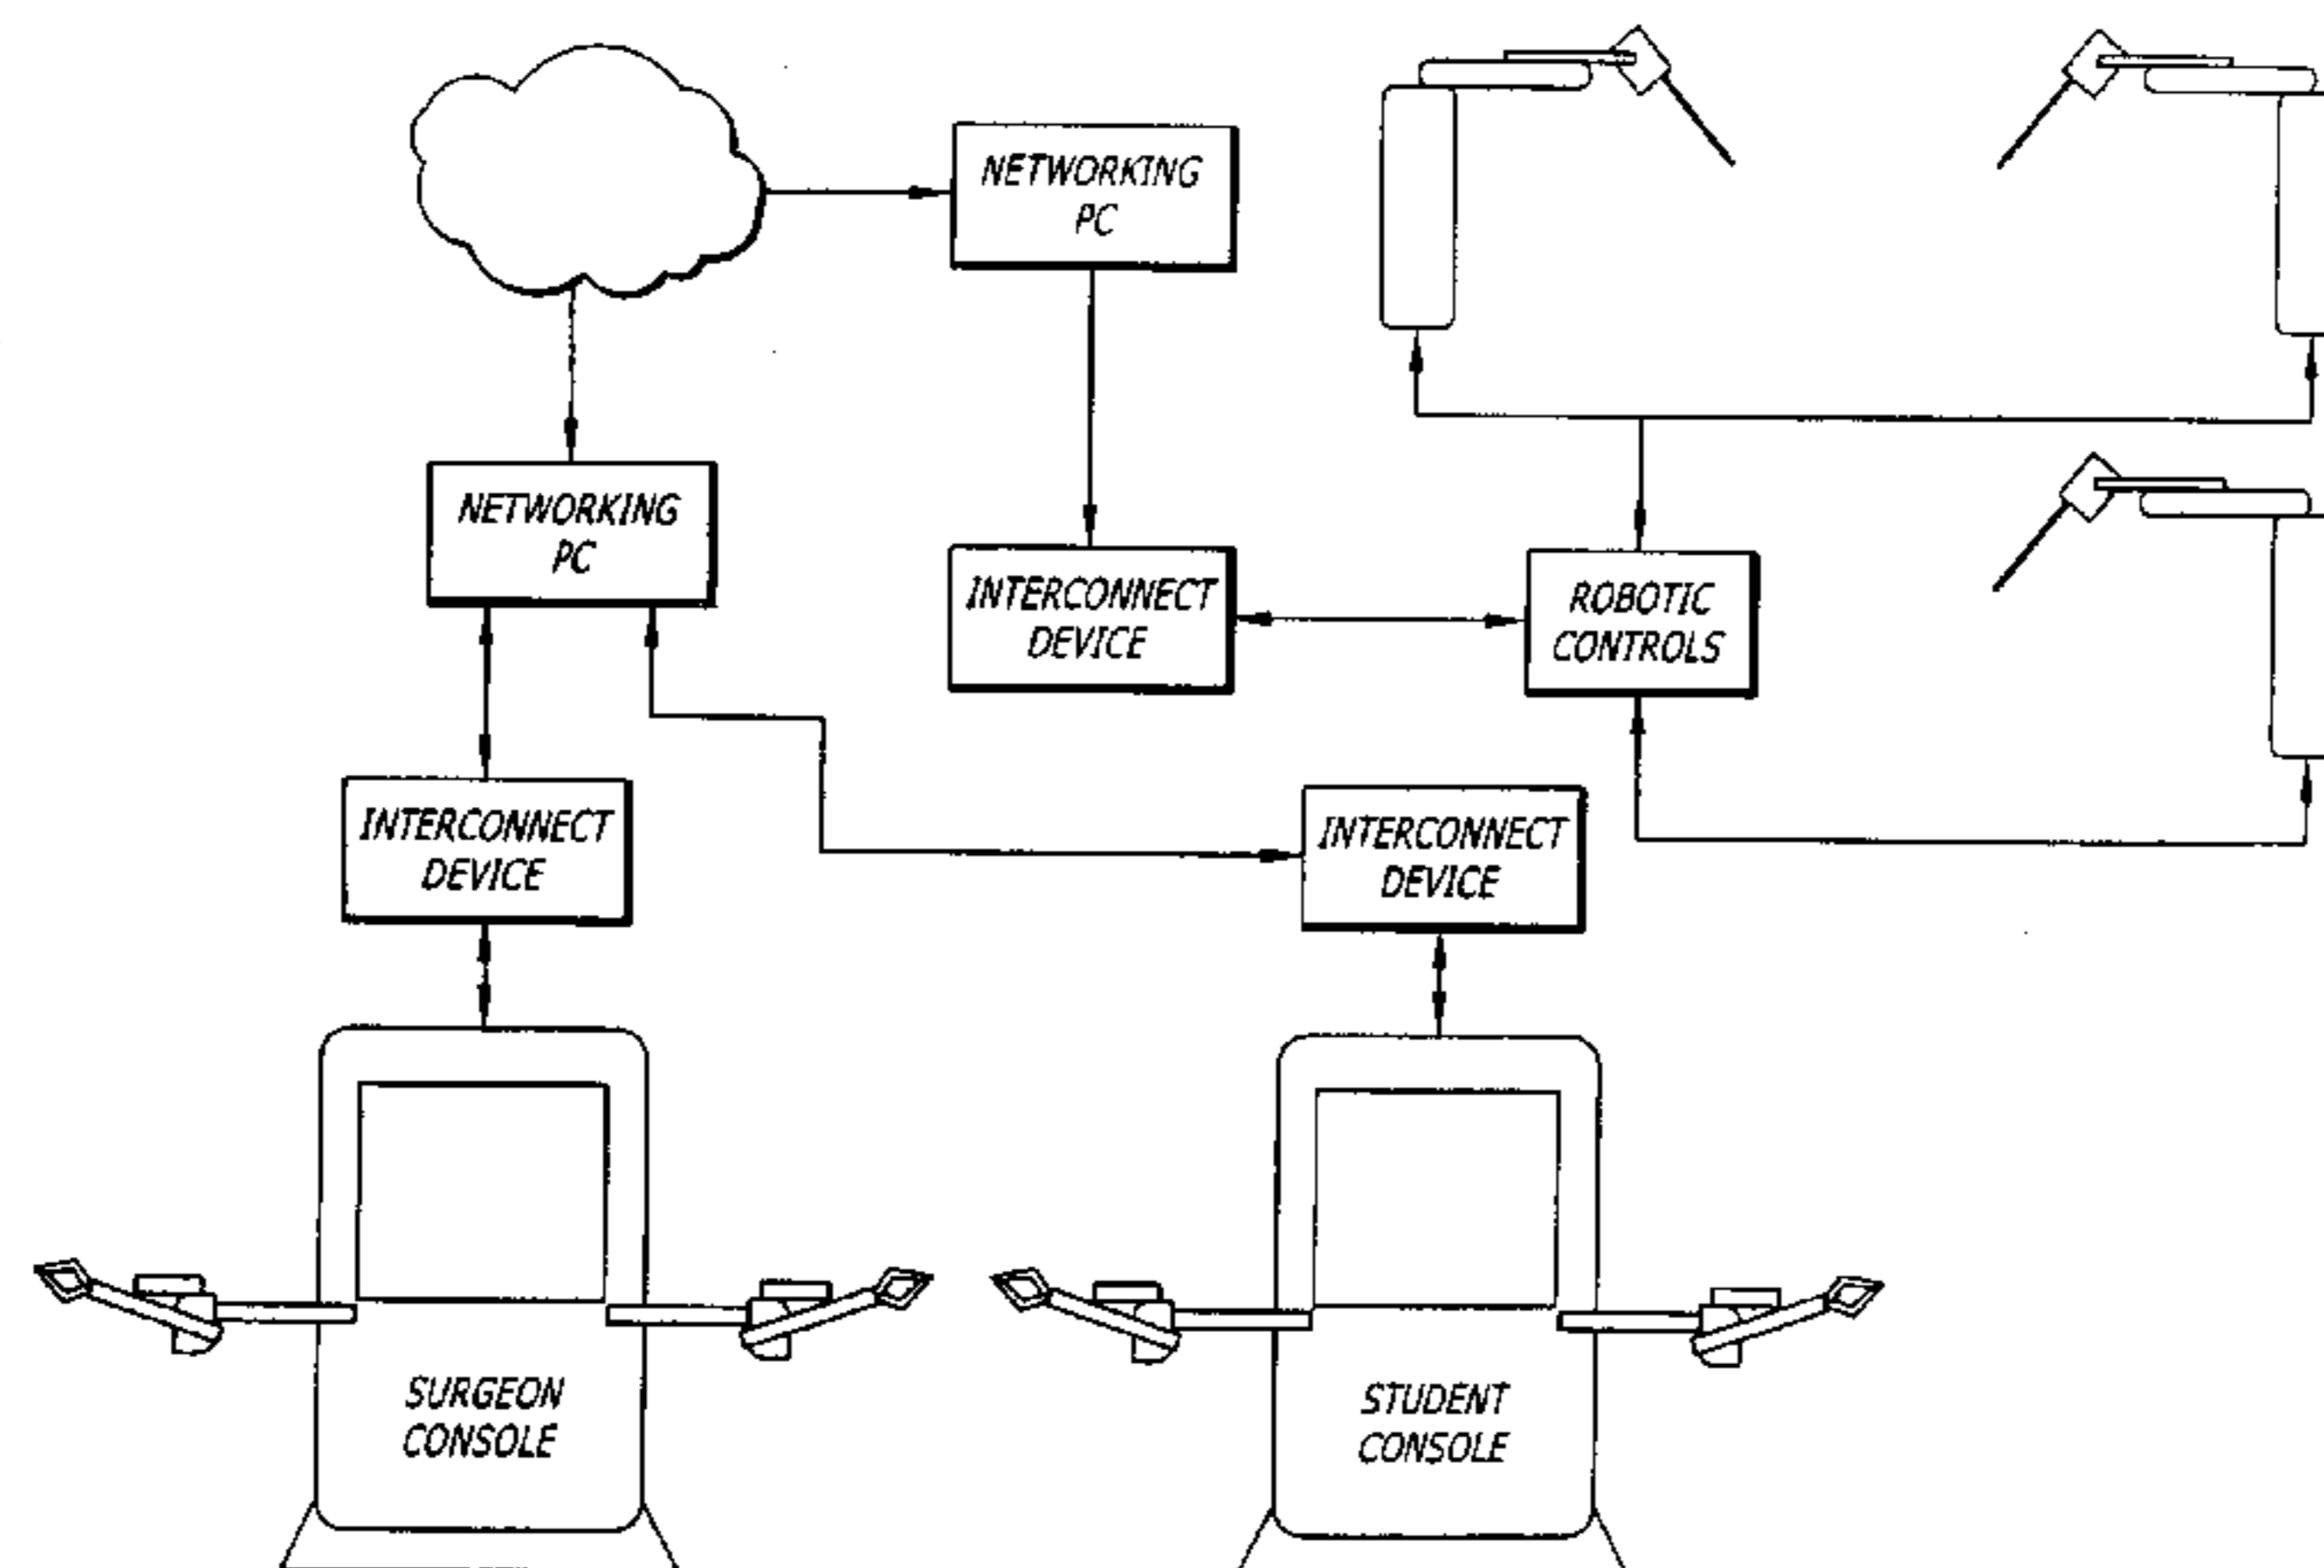 NETWORKING
PC
NETWORKING
PC
INTERCONNECT
DEVICE
ROBOTIC
CONTROLS
INTERCONNECT
DEVICE
INTERCONNECT
DEVICE
SURGEON
CONSOLE
STUDENT
CONSOLE